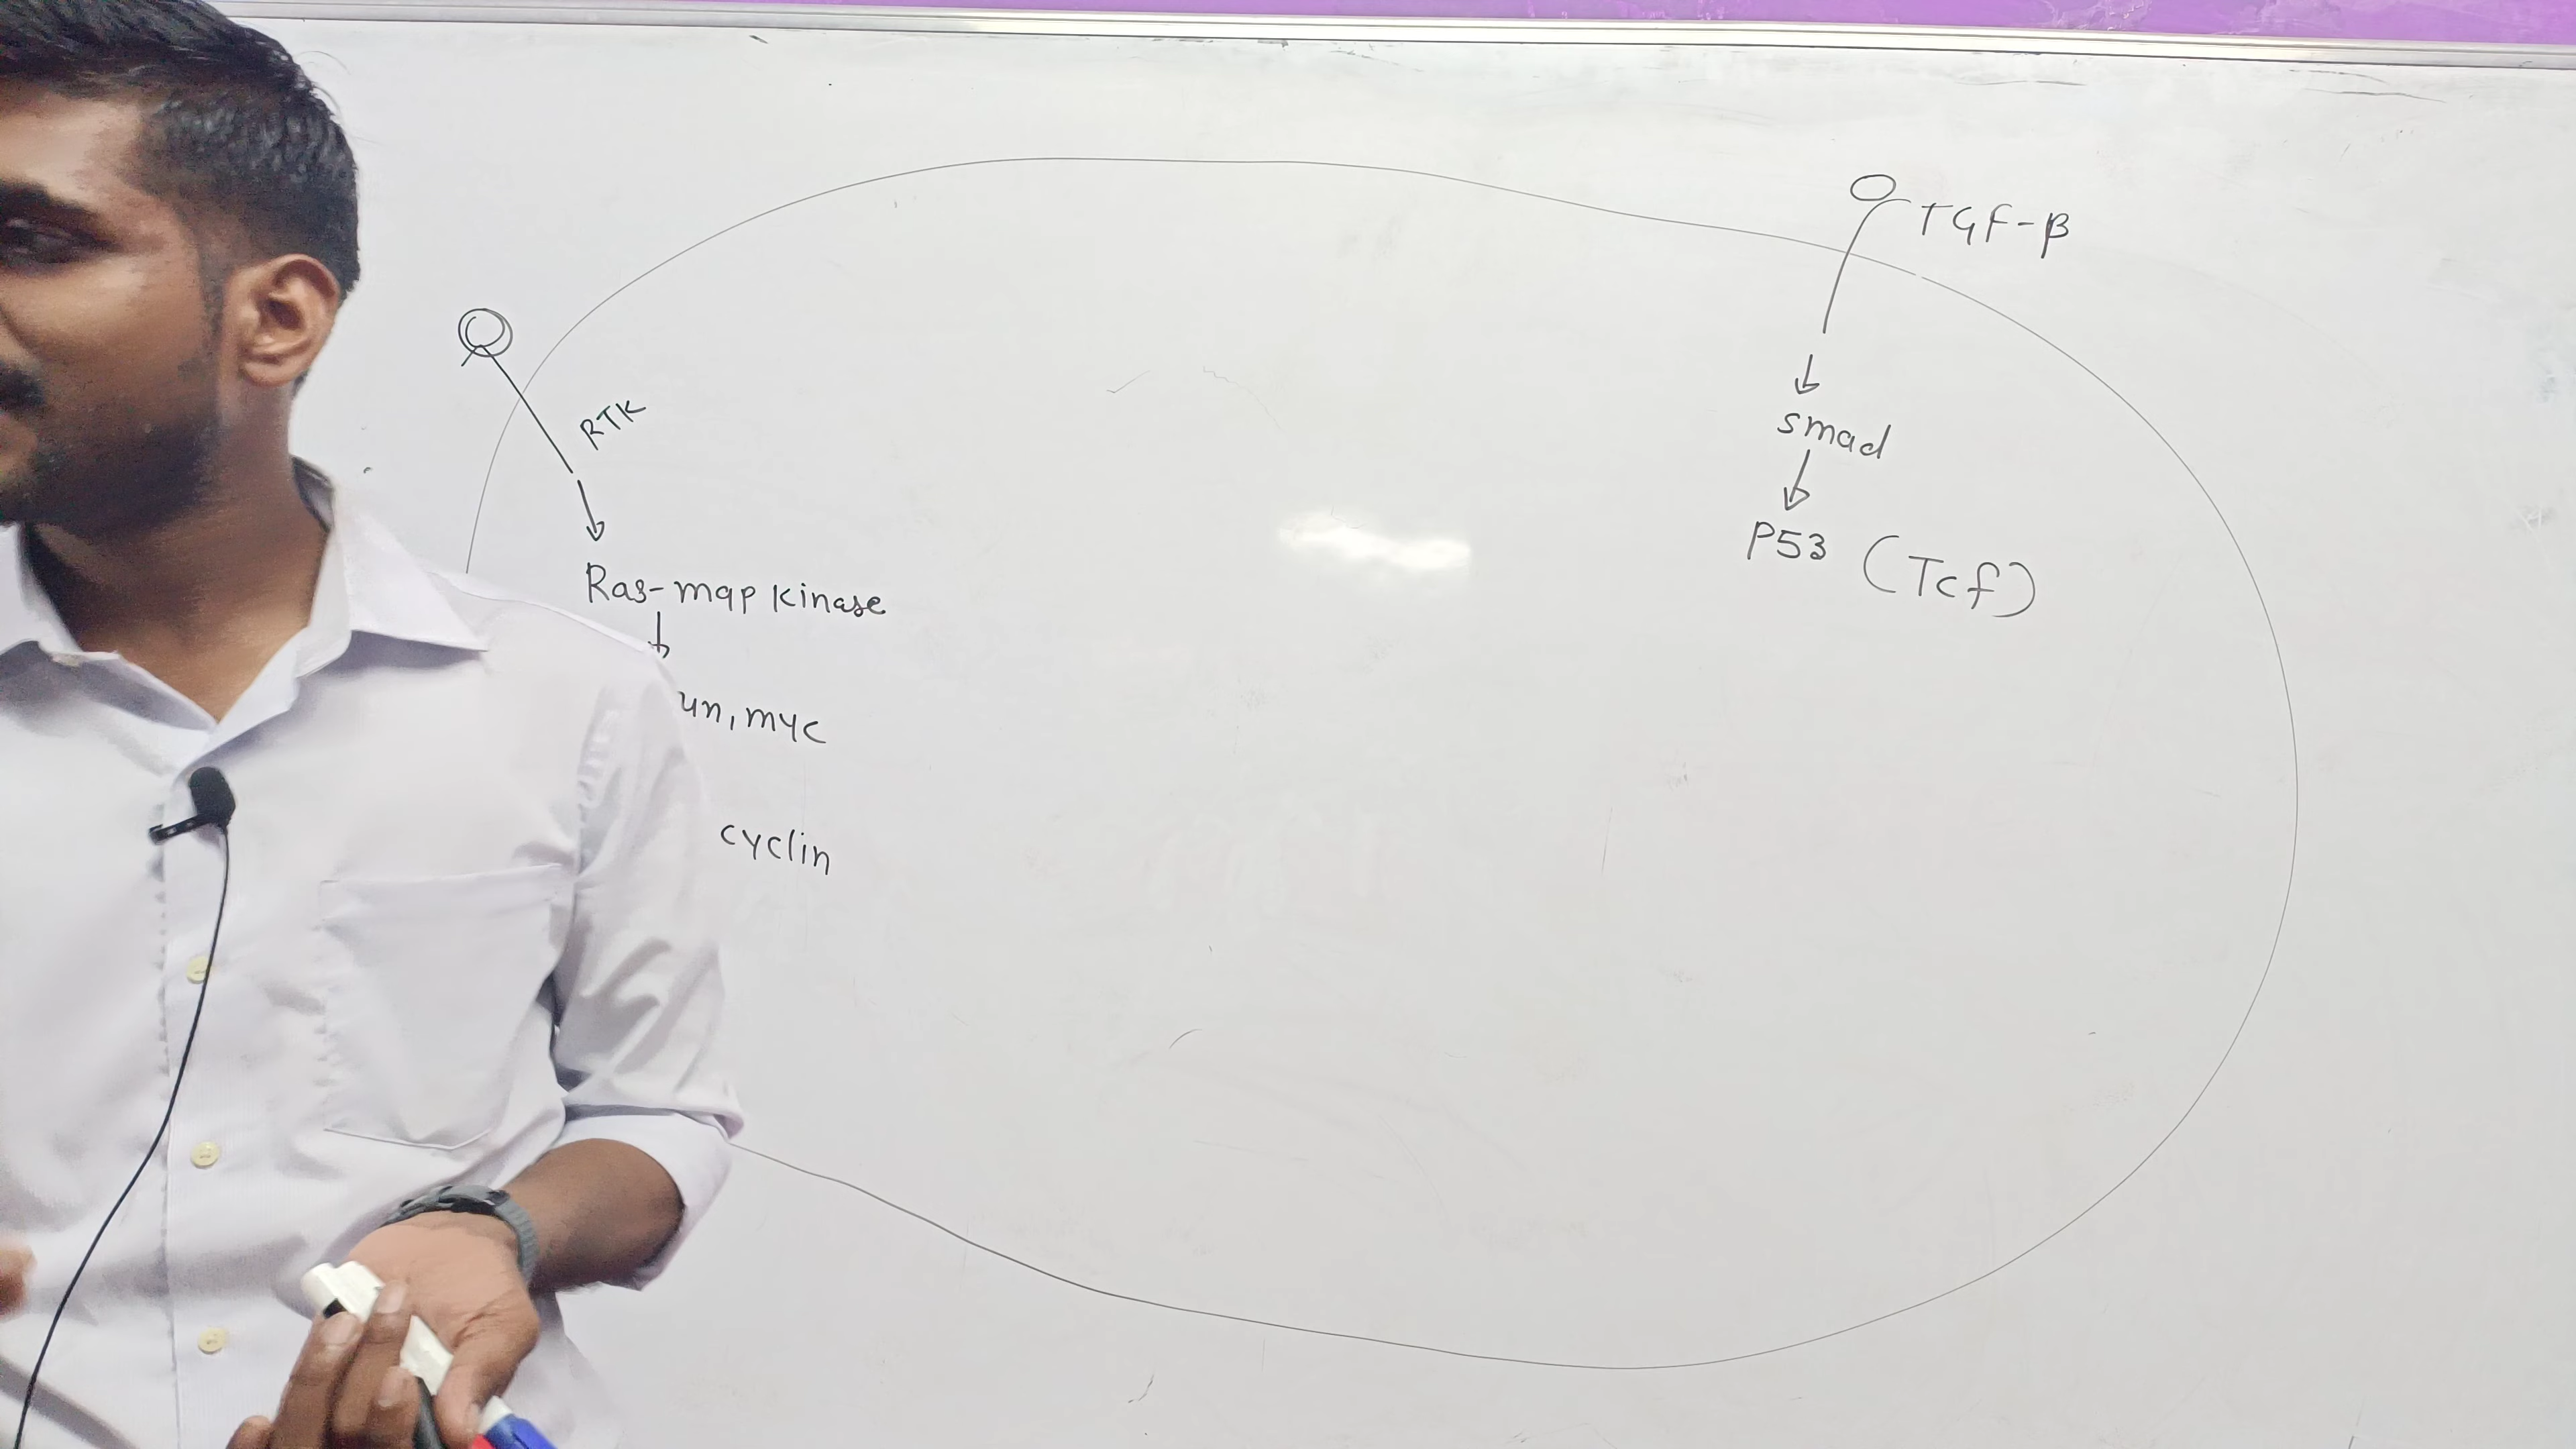 RTK
Ras-map kinase
un, myc
cyclin
TGF-β
smad
P53 (Tcf)